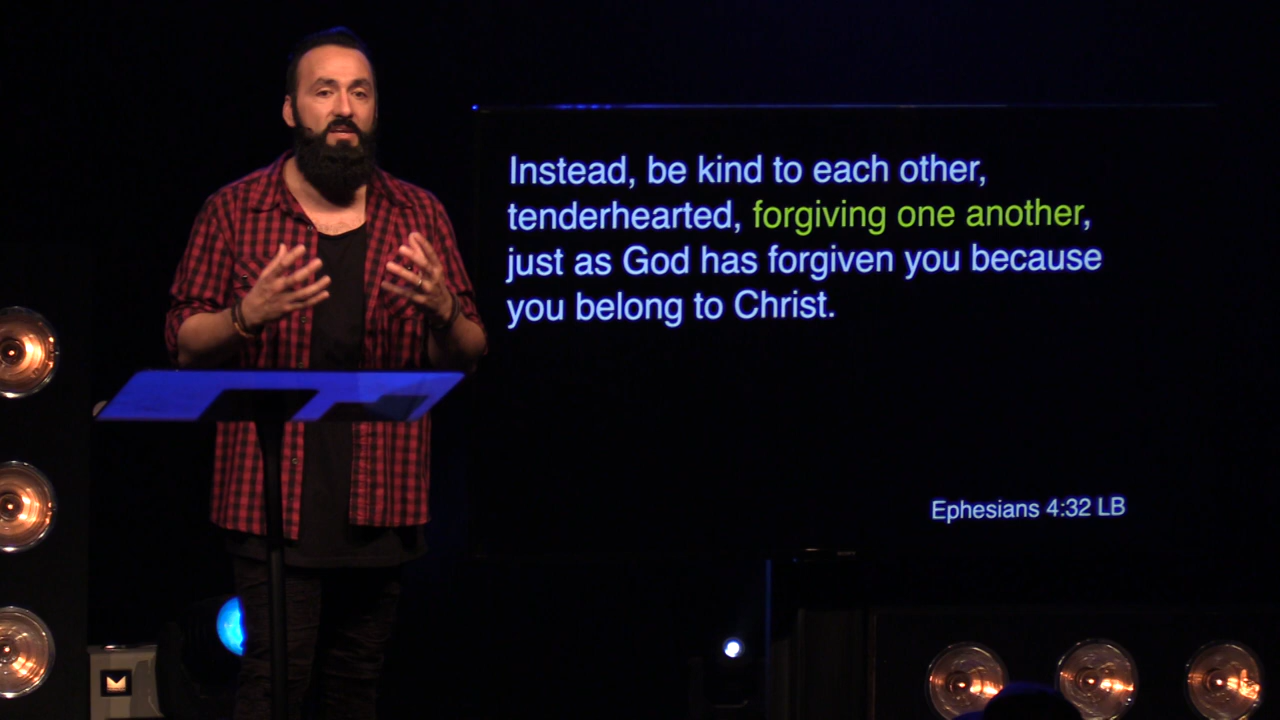 Instead, be kind to each other,
tenderhearted, forgiving one another,
just as God has forgiven you because
you belong to Christ.
Ephesians 4:32 LB